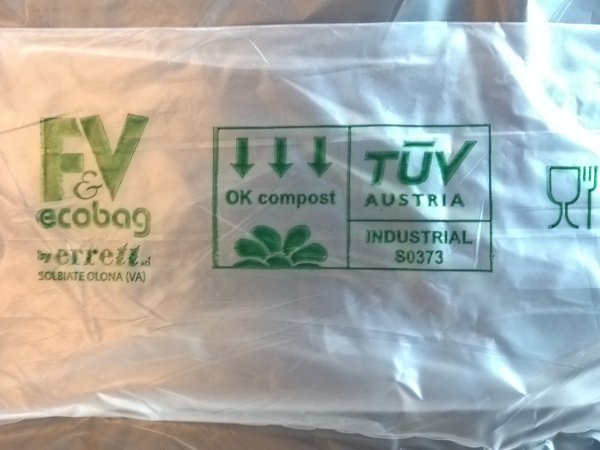 F&V
ecobag
by errett srl
SOLBIATE OLONA (VA)
OK compost
TÜV
AUSTRIA
INDUSTRIAL
S0373